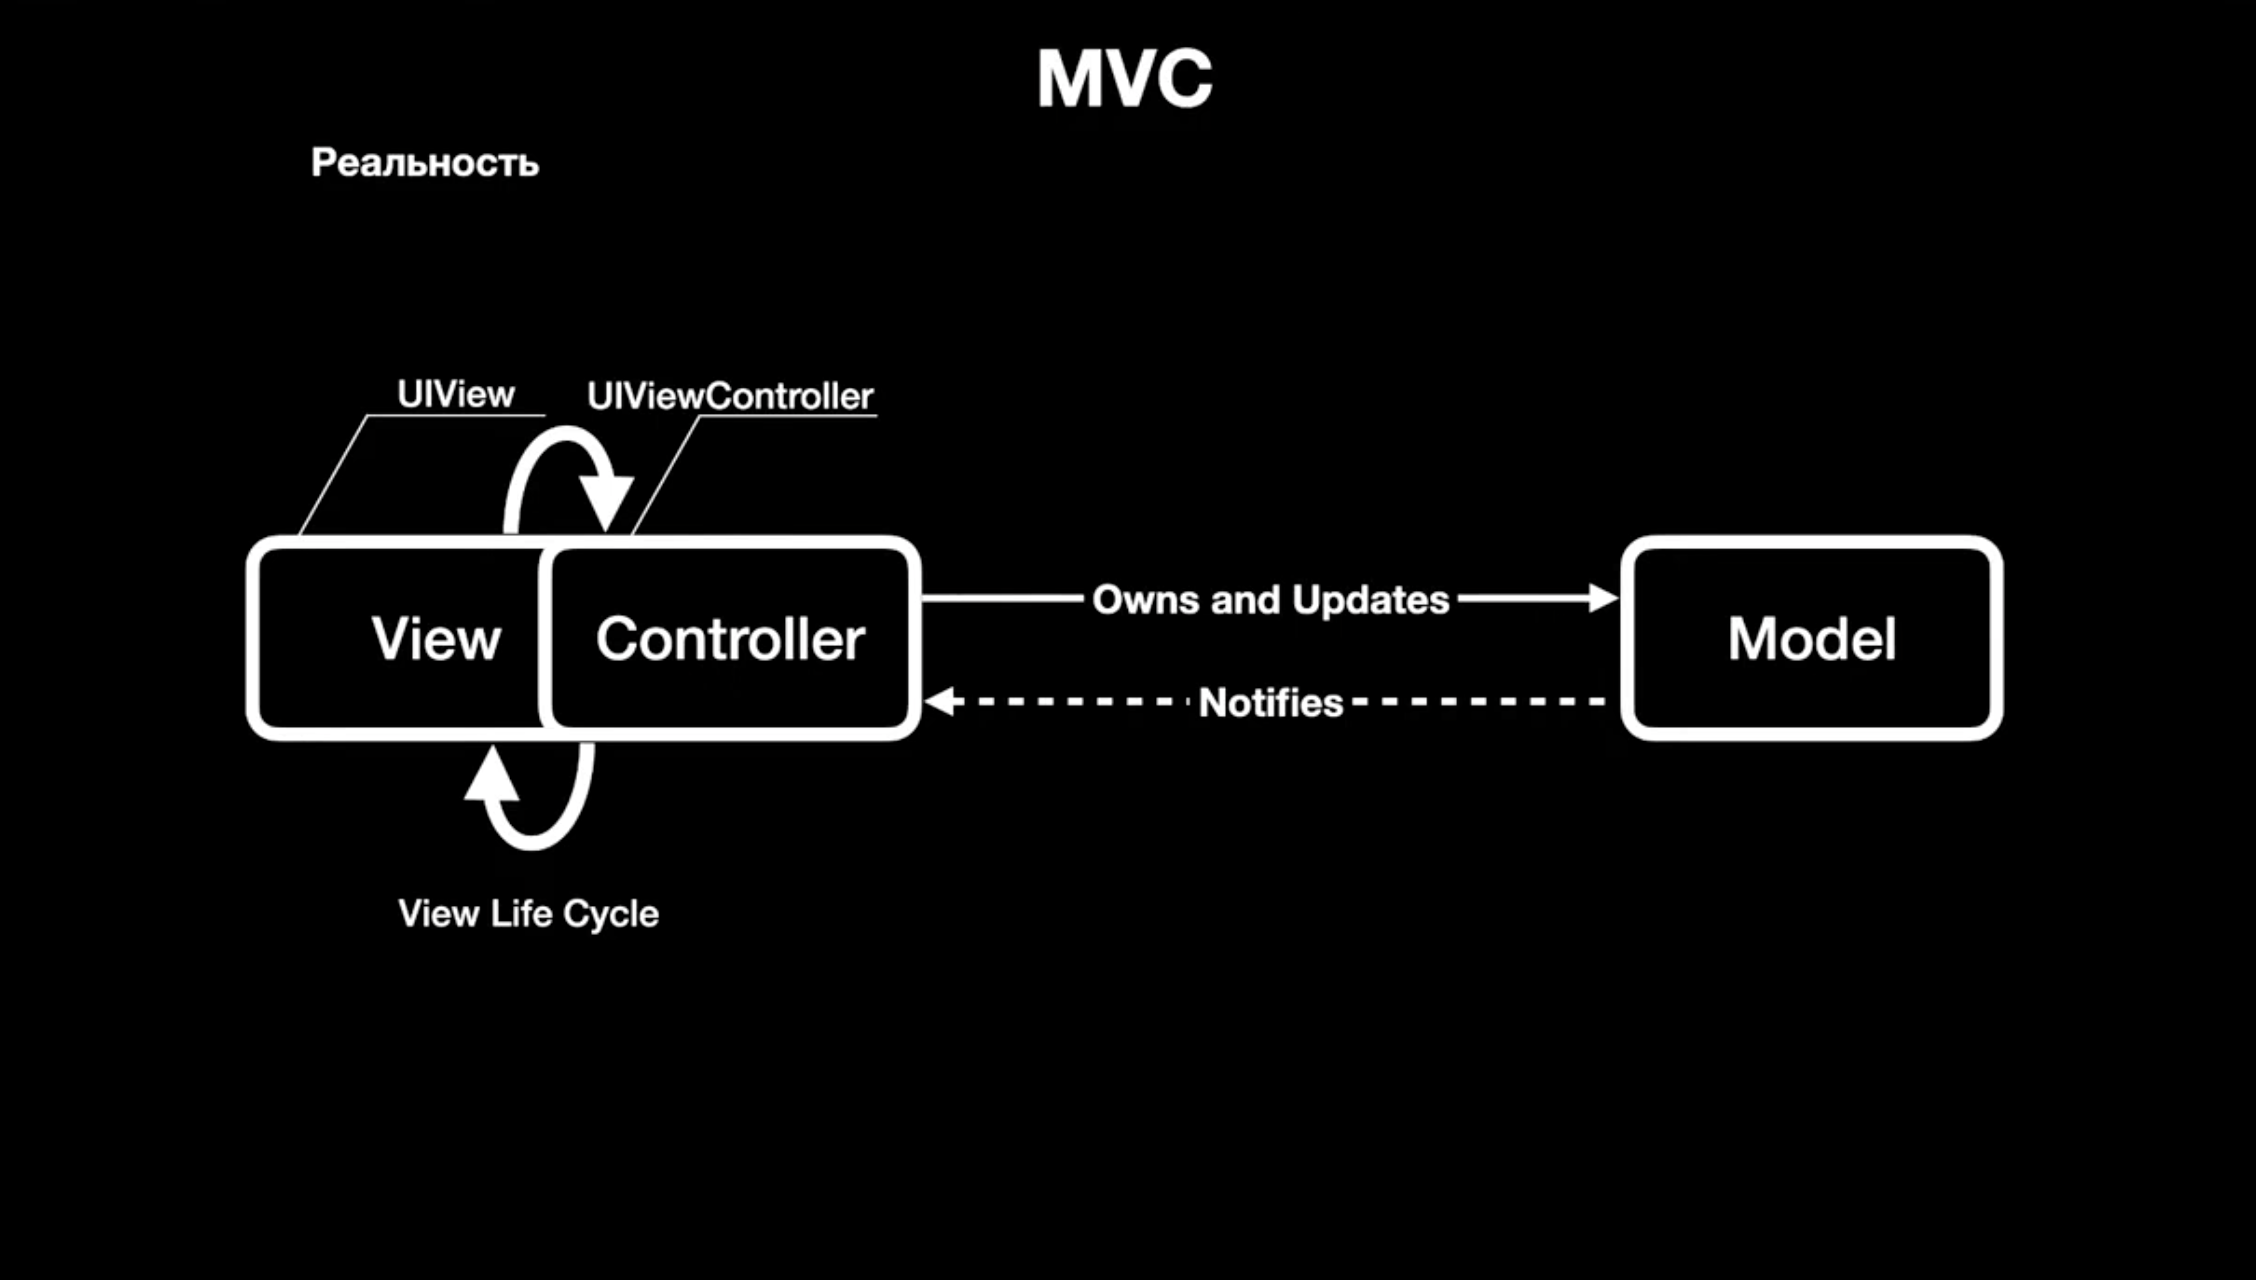 MVC
Реальность
UIView
UIViewController
View
Controller
Owns and Updates
Notifies
Model
View Life Cycle